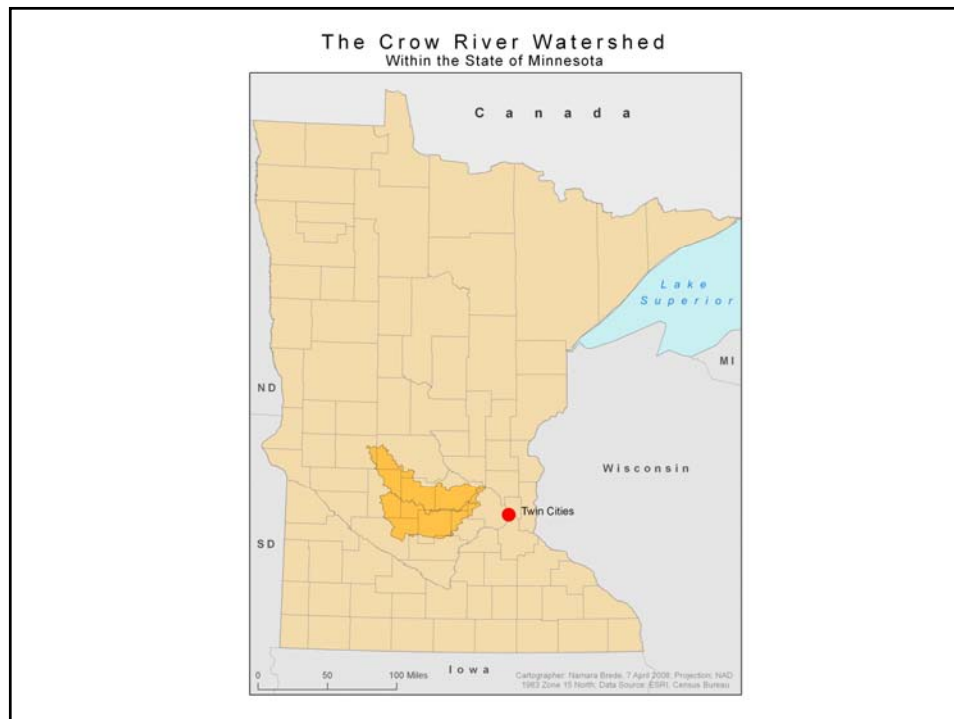 The Crow River Watershed
Within the State of Minnesota
Canada
Lake
Superior
MI
ND
Wisconsin
Twin Cities
SD
Iowa
0 50 100 Miles
Cartographer: Namara Brede, 7 April 2008; Projection: NAD
1983 Zone 15 North; Data Source: ESRI, Census Bureau